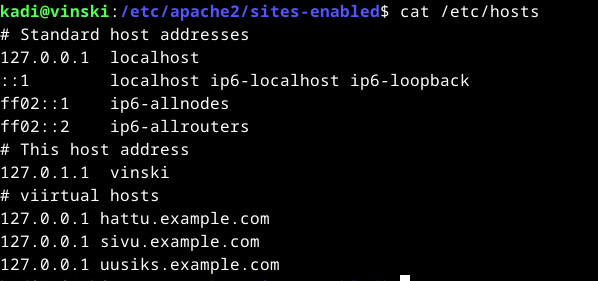 kadi@vinski:/etc/apache2/sites-enabled$ cat /etc/hosts
# Standard host addresses
127.0.0.1  localhost
::1        localhost ip6-localhost ip6-loopback
ff02::1    ip6-allnodes
ff02::2    ip6-allrouters
# This host address
127.0.1.1  vinski
# viirtual hosts
127.0.0.1 hattu.example.com
127.0.0.1 sivu.example.com
127.0.0.1 uusiks.example.com